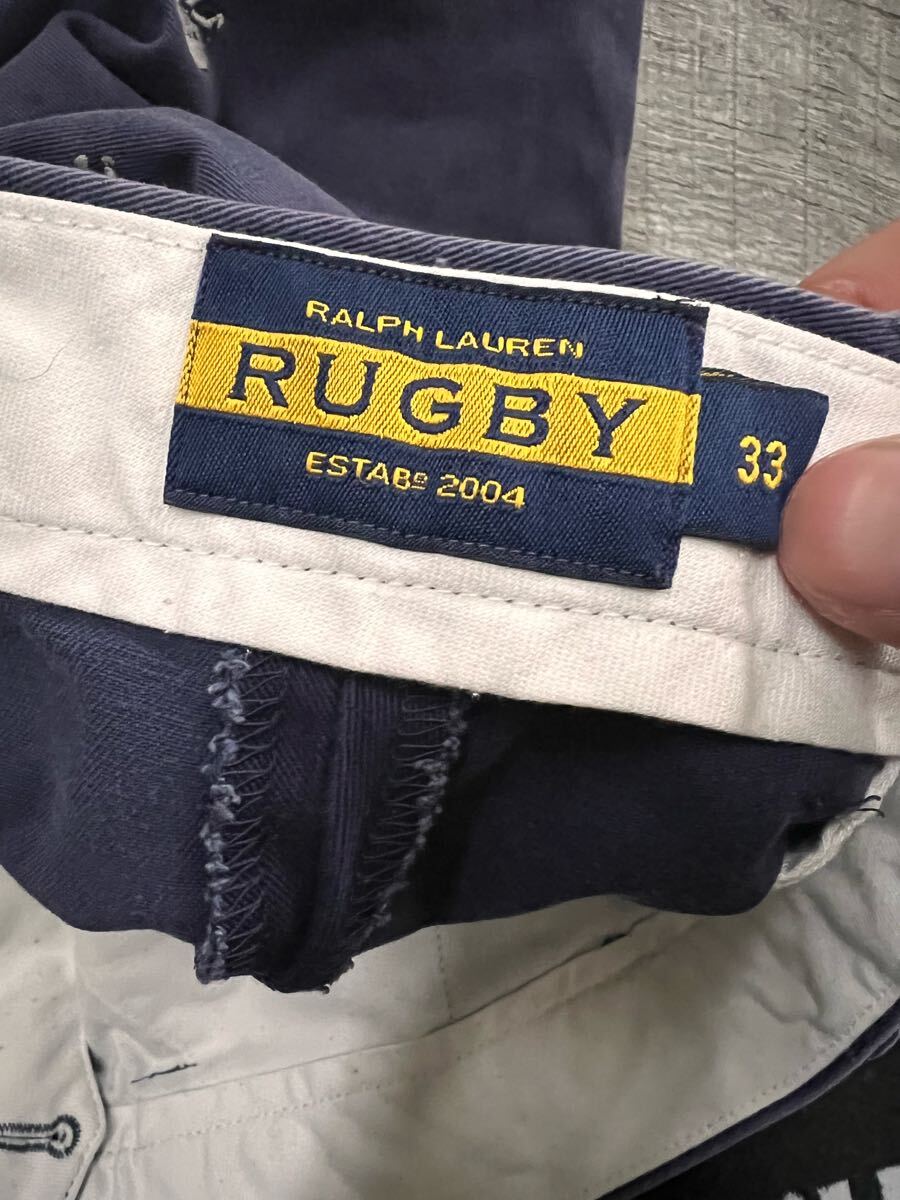 RALPH LAUREN
RUGBY
ESTABᴰ 2004
33